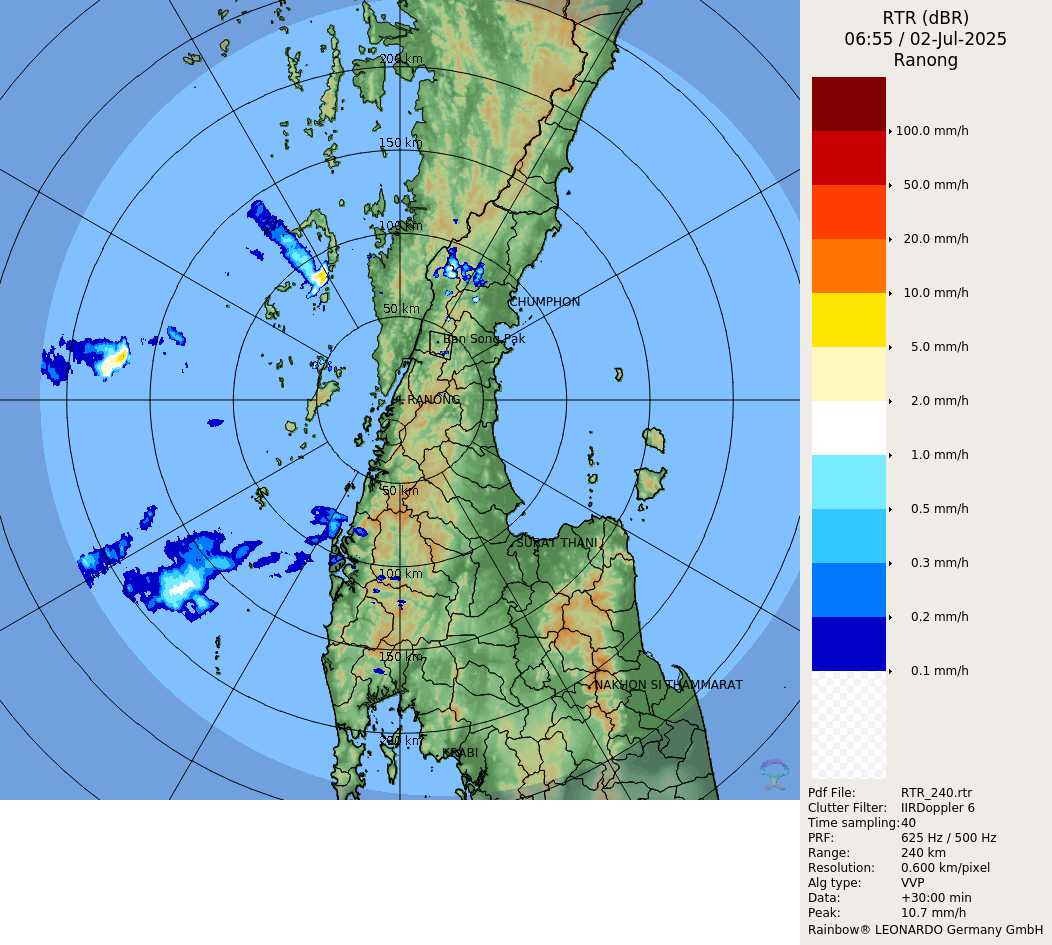 RTR (dBR)
06:55 / 02-Jul-2025
Ranong
200 km
150 km
100 km
50 km
CHUMPHON
Ban Song Pak
RANONG
50 km
SURAT THANI
100 km
150 km
NAKHON SI THAMMARAT
200 km
KRABI
100.0 mm/h
50.0 mm/h
20.0 mm/h
10.0 mm/h
5.0 mm/h
2.0 mm/h
1.0 mm/h
0.5 mm/h
0.3 mm/h
0.2 mm/h
0.1 mm/h
Pdf File: RTR_240.rtr
Clutter Filter: IIRDoppler 6
Time sampling:40
PRF: 625 Hz / 500 Hz
Range: 240 km
Resolution: 0.600 km/pixel
Alg type: VVP
Data: +30:00 min
Peak: 10.7 mm/h
Rainbow® LEONARDO Germany GmbH